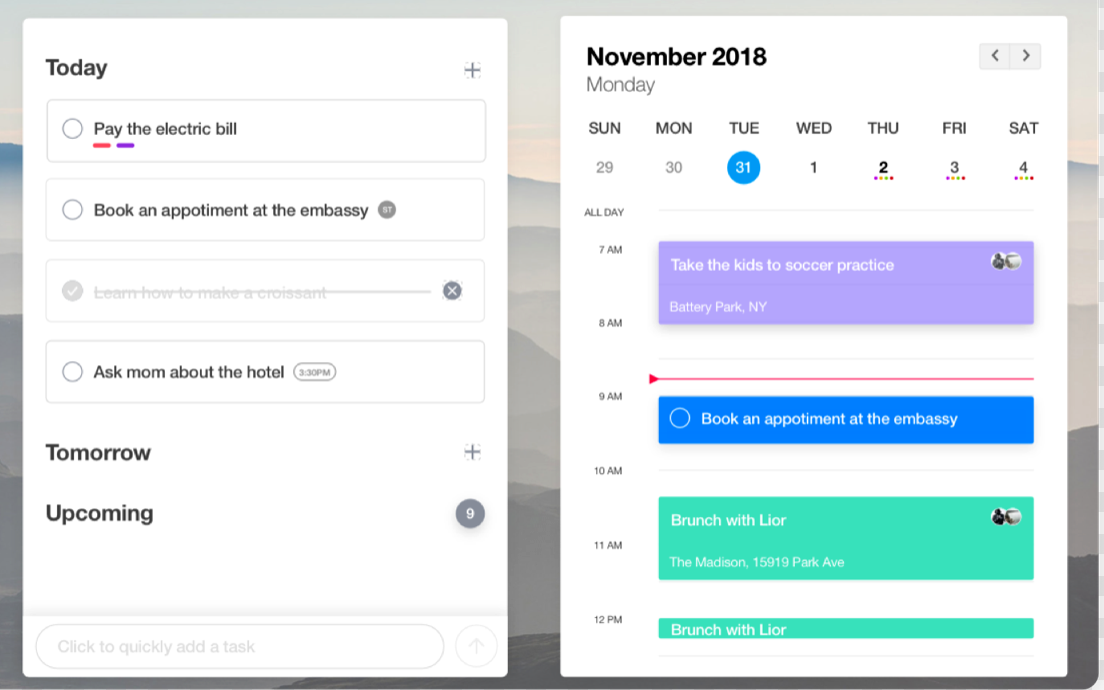 Today
Pay the electric bill
Book an appotiment at the embassy ST
Learn how to make a croissant
Ask mom about the hotel 3:30PM
Tomorrow
Upcoming 9
Click to quickly add a task
November 2018
Monday
SUN MON TUE WED THU FRI SAT
29 30 31 1 2 3 4
ALL DAY
7 AM
Take the kids to soccer practice
Battery Park, NY
8 AM
9 AM
Book an appotiment at the embassy
10 AM
Brunch with Lior
11 AM
The Madison, 15919 Park Ave
12 PM
Brunch with Lior